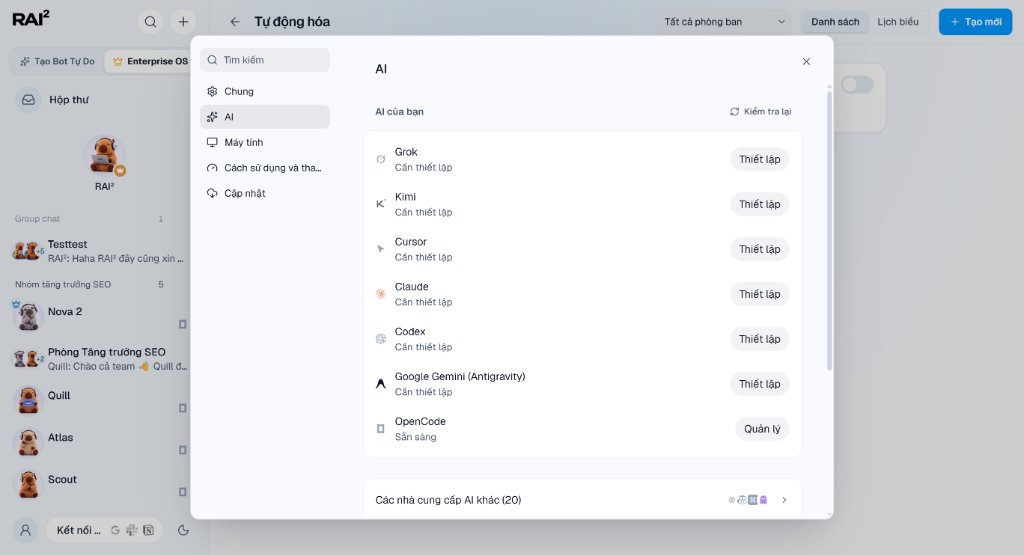 RAI²
Tự động hóa
Tất cả phòng ban
Danh sách
Lịch biểu
Tạo mới
Tạo Bot Tự Do
Enterprise OS
Hộp thư
RAI²
Group chat
1
Testtest
+5
RAI²: Haha RAI² đây cũng xin ...
Nhóm tăng trưởng SEO
5
Nova 2
Phòng Tăng trưởng SEO
+2
Quill: Chào cả team 👋 Quill đ...
Quill
Atlas
Scout
Kết nối ...
Tìm kiếm
Chung
AI
Máy tính
Cách sử dụng và tha...
Cập nhật
AI
AI của bạn
Kiểm tra lại
Grok
Cần thiết lập
Thiết lập
Kimi
Cần thiết lập
Thiết lập
Cursor
Cần thiết lập
Thiết lập
Claude
Cần thiết lập
Thiết lập
Codex
Cần thiết lập
Thiết lập
Google Gemini (Antigravity)
Cần thiết lập
Thiết lập
OpenCode
Sẵn sàng
Quản lý
Các nhà cung cấp AI khác (20)